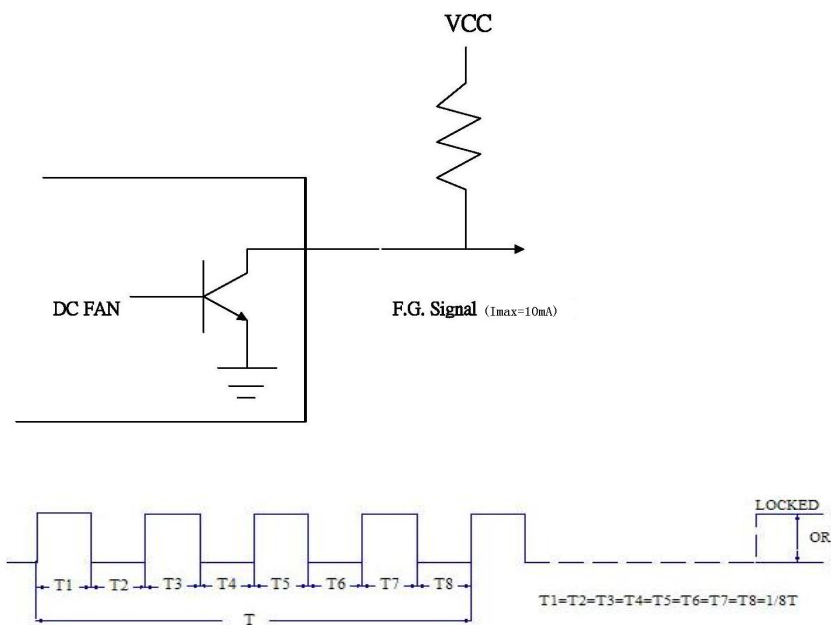 VCC
DC FAN
F.G. Signal (Imax=10mA)
LOCKED
OR
T1 T2 T3 T4 T5 T6 T7 T8
T1=T2=T3=T4=T5=T6=T7=T8=1/8T
T